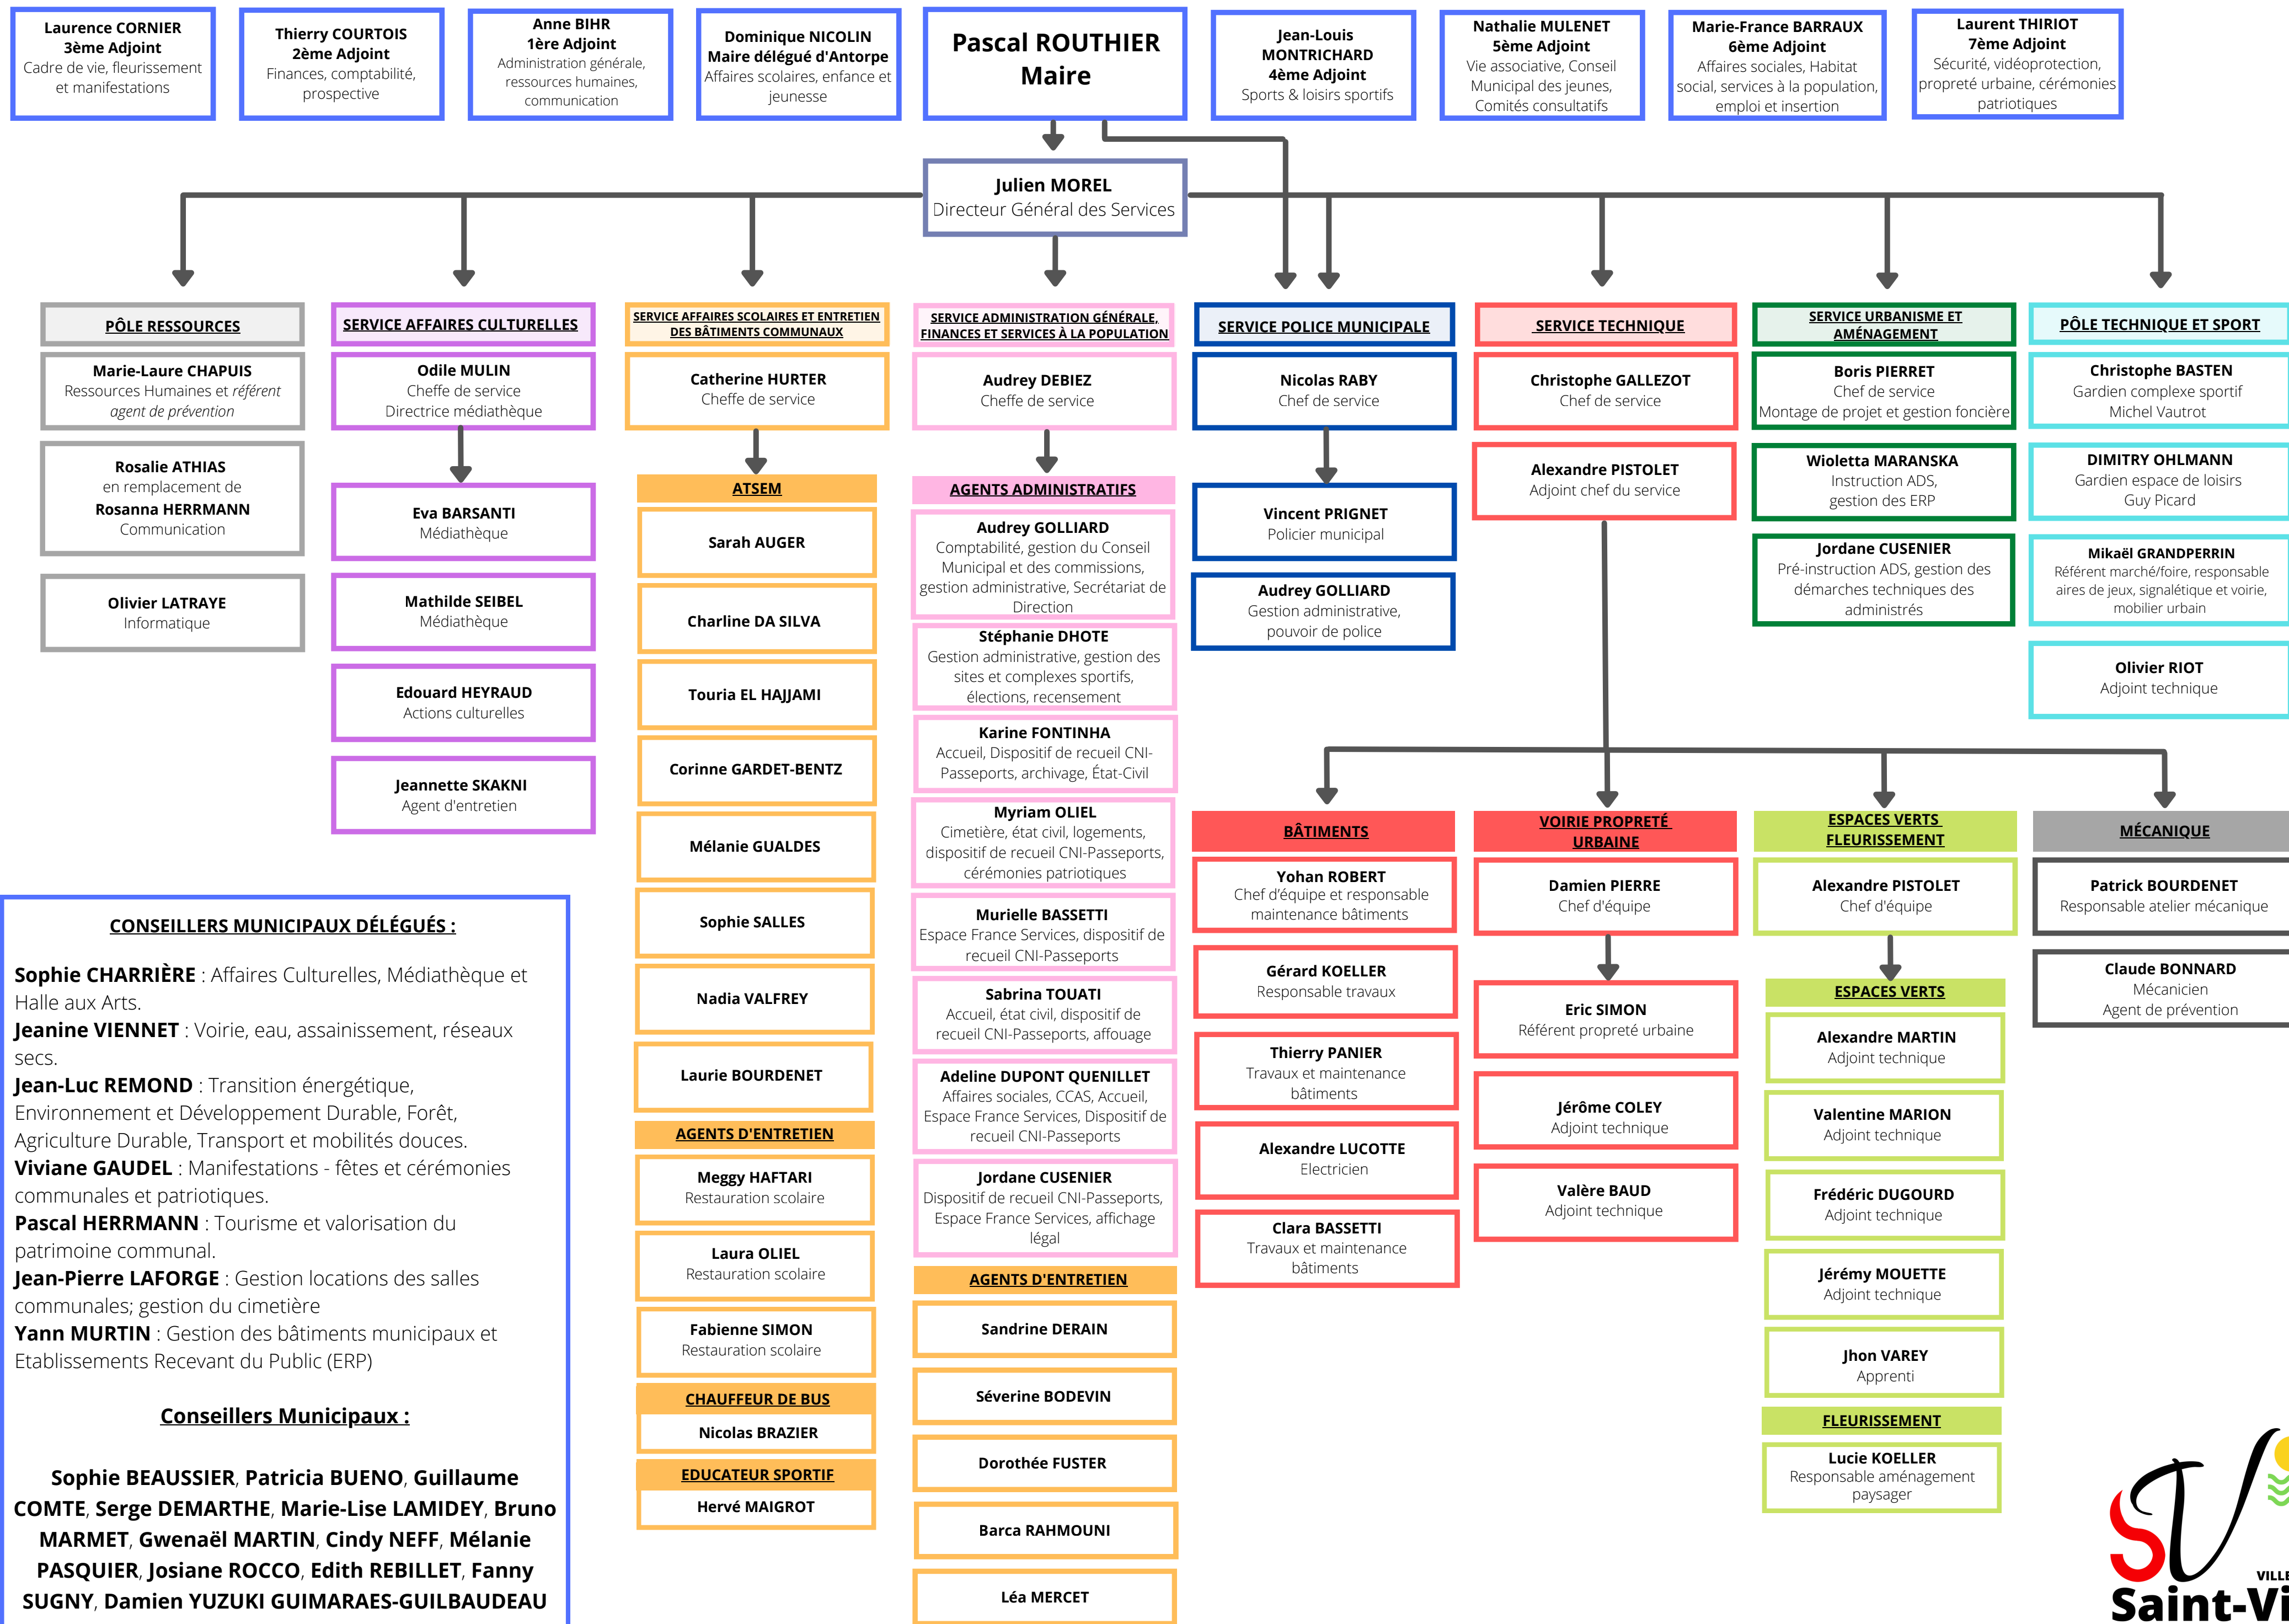 Laurence CORNIER
3ème Adjoint
Cadre de vie, fleurissement
et manifestations
Thierry COURTOIS
2ème Adjoint
Finances, comptabilité,
prospective
Anne BIHR
1ère Adjoint
Administration générale,
ressources humaines,
communication
Dominique NICOLIN
Maire délégué d'Antorpe
Affaires scolaires, enfance et
jeunesse
Pascal ROUTHIER
Maire
Jean-Louis
MONTRICHARD
4ème Adjoint
Sports & loisirs sportifs
Nathalie MULENET
5ème Adjoint
Vie associative, Conseil
Municipal des jeunes,
Comités consultatifs
Marie-France BARRAUX
6ème Adjoint
Affaires sociales, Habitat
social, services à la population,
emploi et insertion
Laurent THIRIOT
7ème Adjoint
Sécurité, vidéoprotection,
propreté urbaine, cérémonies
patriotiques
Julien MOREL
Directeur Général des Services
PÔLE RESSOURCES
Marie-Laure CHAPUIS
Ressources Humaines et référent
agent de prévention
Rosalie ATHIAS
en remplacement de
Rosanna HERRMANN
Communication
Olivier LATRAYE
Informatique
SERVICE AFFAIRES CULTURELLES
Odile MULIN
Cheffe de service
Directrice médiathèque
Eva BARSANTI
Médiathèque
Mathilde SEIBEL
Médiathèque
Edouard HEYRAUD
Actions culturelles
Jeannette SKAKNI
Agent d'entretien
SERVICE AFFAIRES SCOLAIRES ET ENTRETIEN
DES BÂTIMENTS COMMUNAUX
Catherine HURTER
Cheffe de service
ATSEM
Sarah AUGER
Charline DA SILVA
Touria EL HAJJAMI
Corinne GARDET-BENTZ
Mélanie GUALDES
Sophie SALLES
Nadia VALFREY
Laurie BOURDENET
AGENTS D'ENTRETIEN
Meggy HAFTARI
Restauration scolaire
Laura OLIEL
Restauration scolaire
Fabienne SIMON
Restauration scolaire
CHAUFFEUR DE BUS
Nicolas BRAZIER
EDUCATEUR SPORTIF
Hervé MAIGROT
SERVICE ADMINISTRATION GÉNÉRALE,
FINANCES ET SERVICES À LA POPULATION
Audrey DEBIEZ
Cheffe de service
AGENTS ADMINISTRATIFS
Audrey GOLLIARD
Comptabilité, gestion du Conseil
Municipal et des commissions,
gestion administrative, Secrétariat de
Direction
Stéphanie DHOTE
Gestion administrative, gestion des
sites et complexes sportifs,
élections, recensement
Karine FONTINHA
Accueil, Dispositif de recueil CNI-
Passeports, archivage, État-Civil
Myriam OLIEL
Cimetière, état civil, logements,
dispositif de recueil CNI-Passeports,
cérémonies patriotiques
Murielle BASSETTI
Espace France Services, dispositif de
recueil CNI-Passeports
Sabrina TOUATI
Accueil, état civil, dispositif de
recueil CNI-Passeports, affouage
Adeline DUPONT QUENILLET
Affaires sociales, CCAS, Accueil,
Espace France Services, Dispositif de
recueil CNI-Passeports
Jordane CUSENIER
Dispositif de recueil CNI-Passeports,
Espace France Services, affichage
légal
AGENTS D'ENTRETIEN
Sandrine DERAIN
Séverine BODEVIN
Dorothée FUSTER
Barca RAHMOUNI
Léa MERCET
SERVICE POLICE MUNICIPALE
Nicolas RABY
Chef de service
Vincent PRIGNET
Policier municipal
Audrey GOLLIARD
Gestion administrative,
pouvoir de police
SERVICE TECHNIQUE
Christophe GALLEZOT
Chef de service
Alexandre PISTOLET
Adjoint chef du service
SERVICE URBANISME ET
AMÉNAGEMENT
Boris PIERRET
Chef de service
Montage de projet et gestion foncière
Wioletta MARANSKA
Instruction ADS,
gestion des ERP
Jordane CUSENIER
Pré-instruction ADS, gestion des
démarches techniques des
administrés
PÔLE TECHNIQUE ET SPORT
Christophe BASTEN
Gardien complexe sportif
Michel Vautrot
DIMITRY OHLMANN
Gardien espace de loisirs
Guy Picard
Mikaël GRANDPERRIN
Référent marché/foire, responsable
aires de jeux, signalétique et voirie,
mobilier urbain
Olivier RIOT
Adjoint technique
BÂTIMENTS
Yohan ROBERT
Chef d'équipe et responsable
maintenance bâtiments
Gérard KOELLER
Responsable travaux
Thierry PANIER
Travaux et maintenance
bâtiments
Alexandre LUCOTTE
Electricien
Clara BASSETTI
Travaux et maintenance
bâtiments
VOIRIE PROPRETÉ
URBAINE
Damien PIERRE
Chef d'équipe
Eric SIMON
Référent propreté urbaine
Jérôme COLEY
Adjoint technique
Valère BAUD
Adjoint technique
ESPACES VERTS
FLEURISSEMENT
Alexandre PISTOLET
Chef d'équipe
ESPACES VERTS
Alexandre MARTIN
Adjoint technique
Valentine MARION
Adjoint technique
Frédéric DUGOURD
Adjoint technique
Jérémy MOUETTE
Adjoint technique
Jhon VAREY
Apprenti
FLEURISSEMENT
Lucie KOELLER
Responsable aménagement
paysager
MÉCANIQUE
Patrick BOURDENET
Responsable atelier mécanique
Claude BONNARD
Mécanicien
Agent de prévention
CONSEILLERS MUNICIPAUX DÉLÉGUÉS :
Sophie CHARRIÈRE : Affaires Culturelles, Médiathèque et
Halle aux Arts.
Jeanine VIENNET : Voirie, eau, assainissement, réseaux
secs.
Jean-Luc REMOND : Transition énergétique,
Environnement et Développement Durable, Forêt,
Agriculture Durable, Transport et mobilités douces.
Viviane GAUDEL : Manifestations - fêtes et cérémonies
communales et patriotiques.
Pascal HERRMANN : Tourisme et valorisation du
patrimoine communal.
Jean-Pierre LAFORGE : Gestion locations des salles
communales; gestion du cimetière
Yann MURTIN : Gestion des bâtiments municipaux et
Etablissements Recevant du Public (ERP)
Conseillers Municipaux :
Sophie BEAUSSIER, Patricia BUENO, Guillaume
COMTE, Serge DEMARTHE, Marie-Lise LAMIDEY, Bruno
MARMET, Gwenaël MARTIN, Cindy NEFF, Mélanie
PASQUIER, Josiane ROCCO, Edith REBILLET, Fanny
SUGNY, Damien YUZUKI GUIMARAES-GUILBAUDEAU
SV
VILLE
Saint-Vi